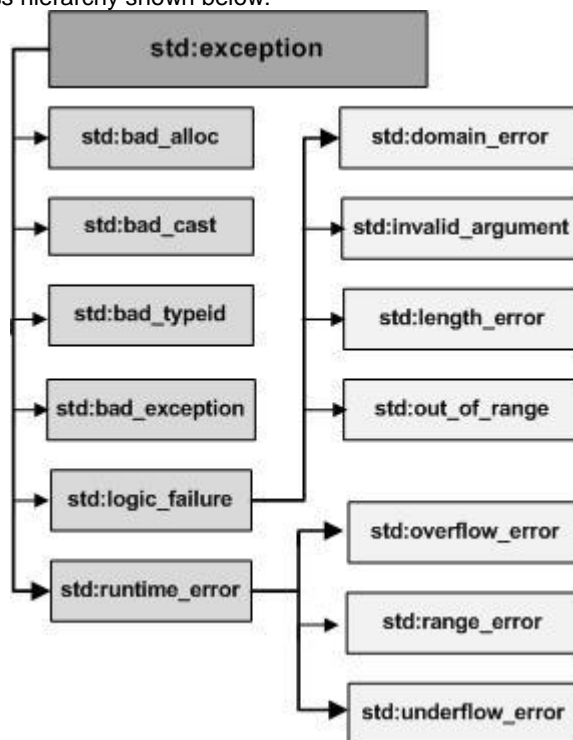 ss hierarchy shown below:
std:exception
std:bad_alloc
std:domain_error
std:bad_cast
std:invalid_argument
std:bad_typeid
std:length_error
std:bad_exception
std:out_of_range
std:logic_failure
std:overflow_error
std:runtime_error
std:range_error
std:underflow_error